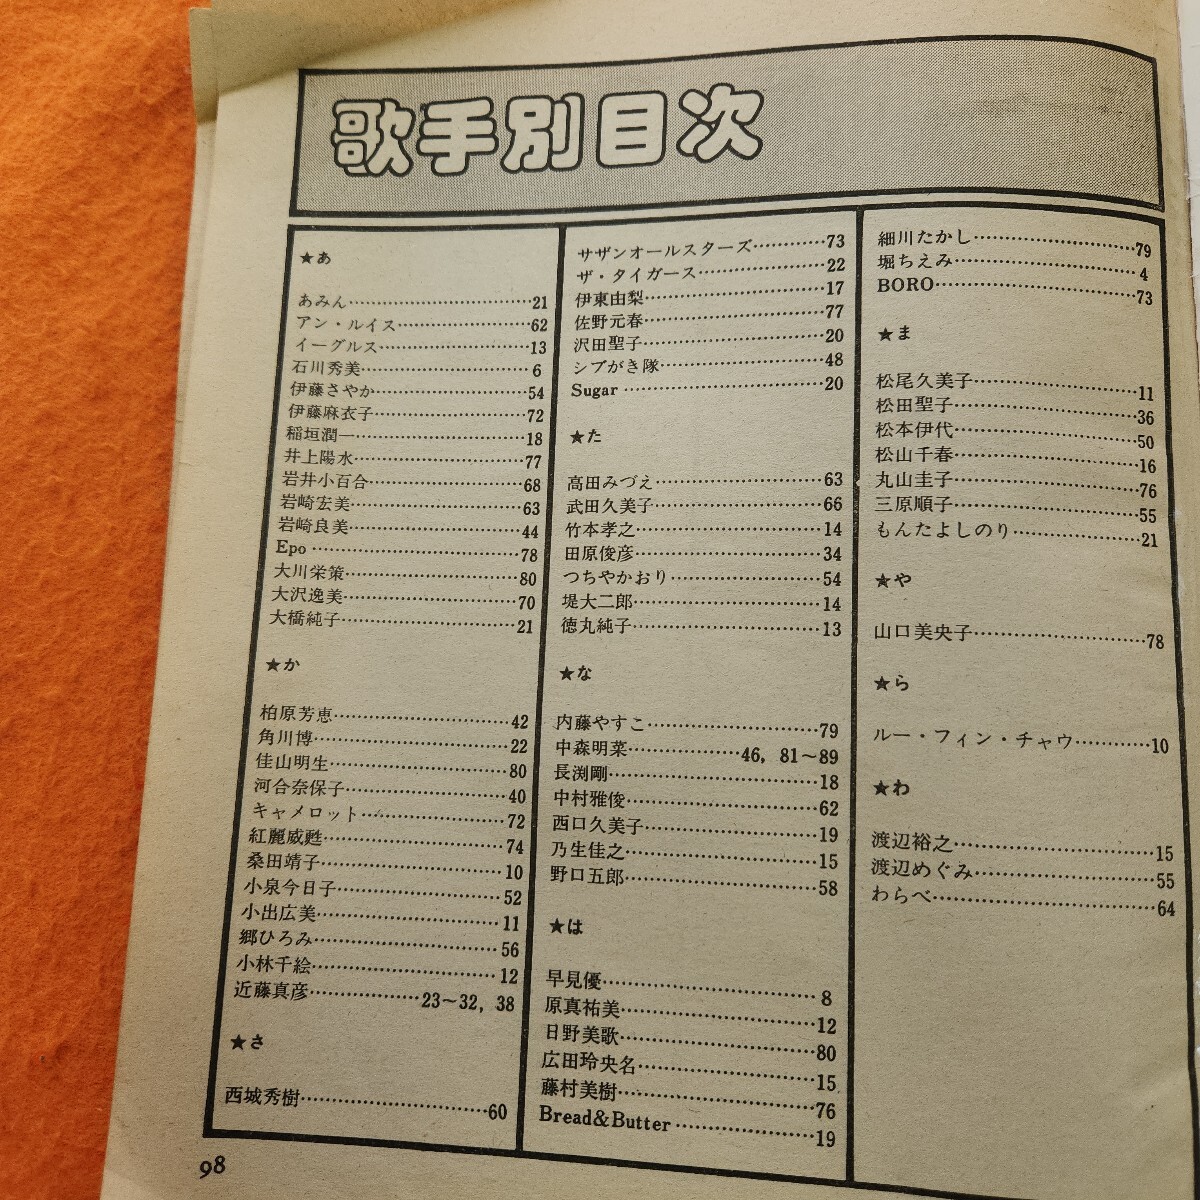 歌手別目次
★あ
あみん…………………………21
アン・ルイス…………………62
イーグルス……………………13
石川秀美………………………6
伊藤さやか……………………54
伊藤麻衣子……………………72
稲垣潤一………………………18
井上陽水………………………77
岩井小百合……………………68
岩崎宏美………………………63
岩崎良美………………………44
Epo……………………………78
大川栄策………………………80
大沢逸美………………………70
大橋純子………………………21
★か
柏原芳恵………………………42
角川博…………………………22
佳山明生………………………80
河合奈保子……………………40
キャメロット…………………72
紅麗威甦………………………74
桑田靖子………………………10
小泉今日子……………………52
小出広美………………………11
郷ひろみ………………………56
小林千絵………………………12
近藤真彦………………23〜32, 38
★さ
西城秀樹………………………60
サザンオールスターズ…………73
ザ・タイガース………………22
伊東由梨………………………17
佐野元春………………………77
沢田聖子………………………20
シブがき隊……………………48
Sugar…………………………20
★た
高田みづえ……………………63
武田久美子……………………66
竹本孝之………………………14
田原俊彦………………………34
つちやかおり…………………54
堤大二郎………………………14
徳丸純子………………………13
★な
内藤やすこ……………………79
中森明菜………………46, 81〜89
長渕剛…………………………18
中村雅俊………………………62
西口久美子……………………19
乃生佳之………………………15
野口五郎………………………58
★は
早見優…………………………8
原真祐美………………………12
日野美歌………………………80
広田玲央名……………………15
藤村美樹………………………76
Bread&Butter…………………19
細川たかし……………………79
堀ちえみ………………………4
BORO…………………………73
★ま
松尾久美子……………………11
松田聖子………………………36
松本伊代………………………50
松山千春………………………16
丸山圭子………………………76
三原順子………………………55
もんたよしのり………………21
★や
山口美央子……………………78
★ら
ルー・フィン・チャウ…………10
★わ
渡辺裕之………………………15
渡辺めぐみ……………………55
わらべ…………………………64
98